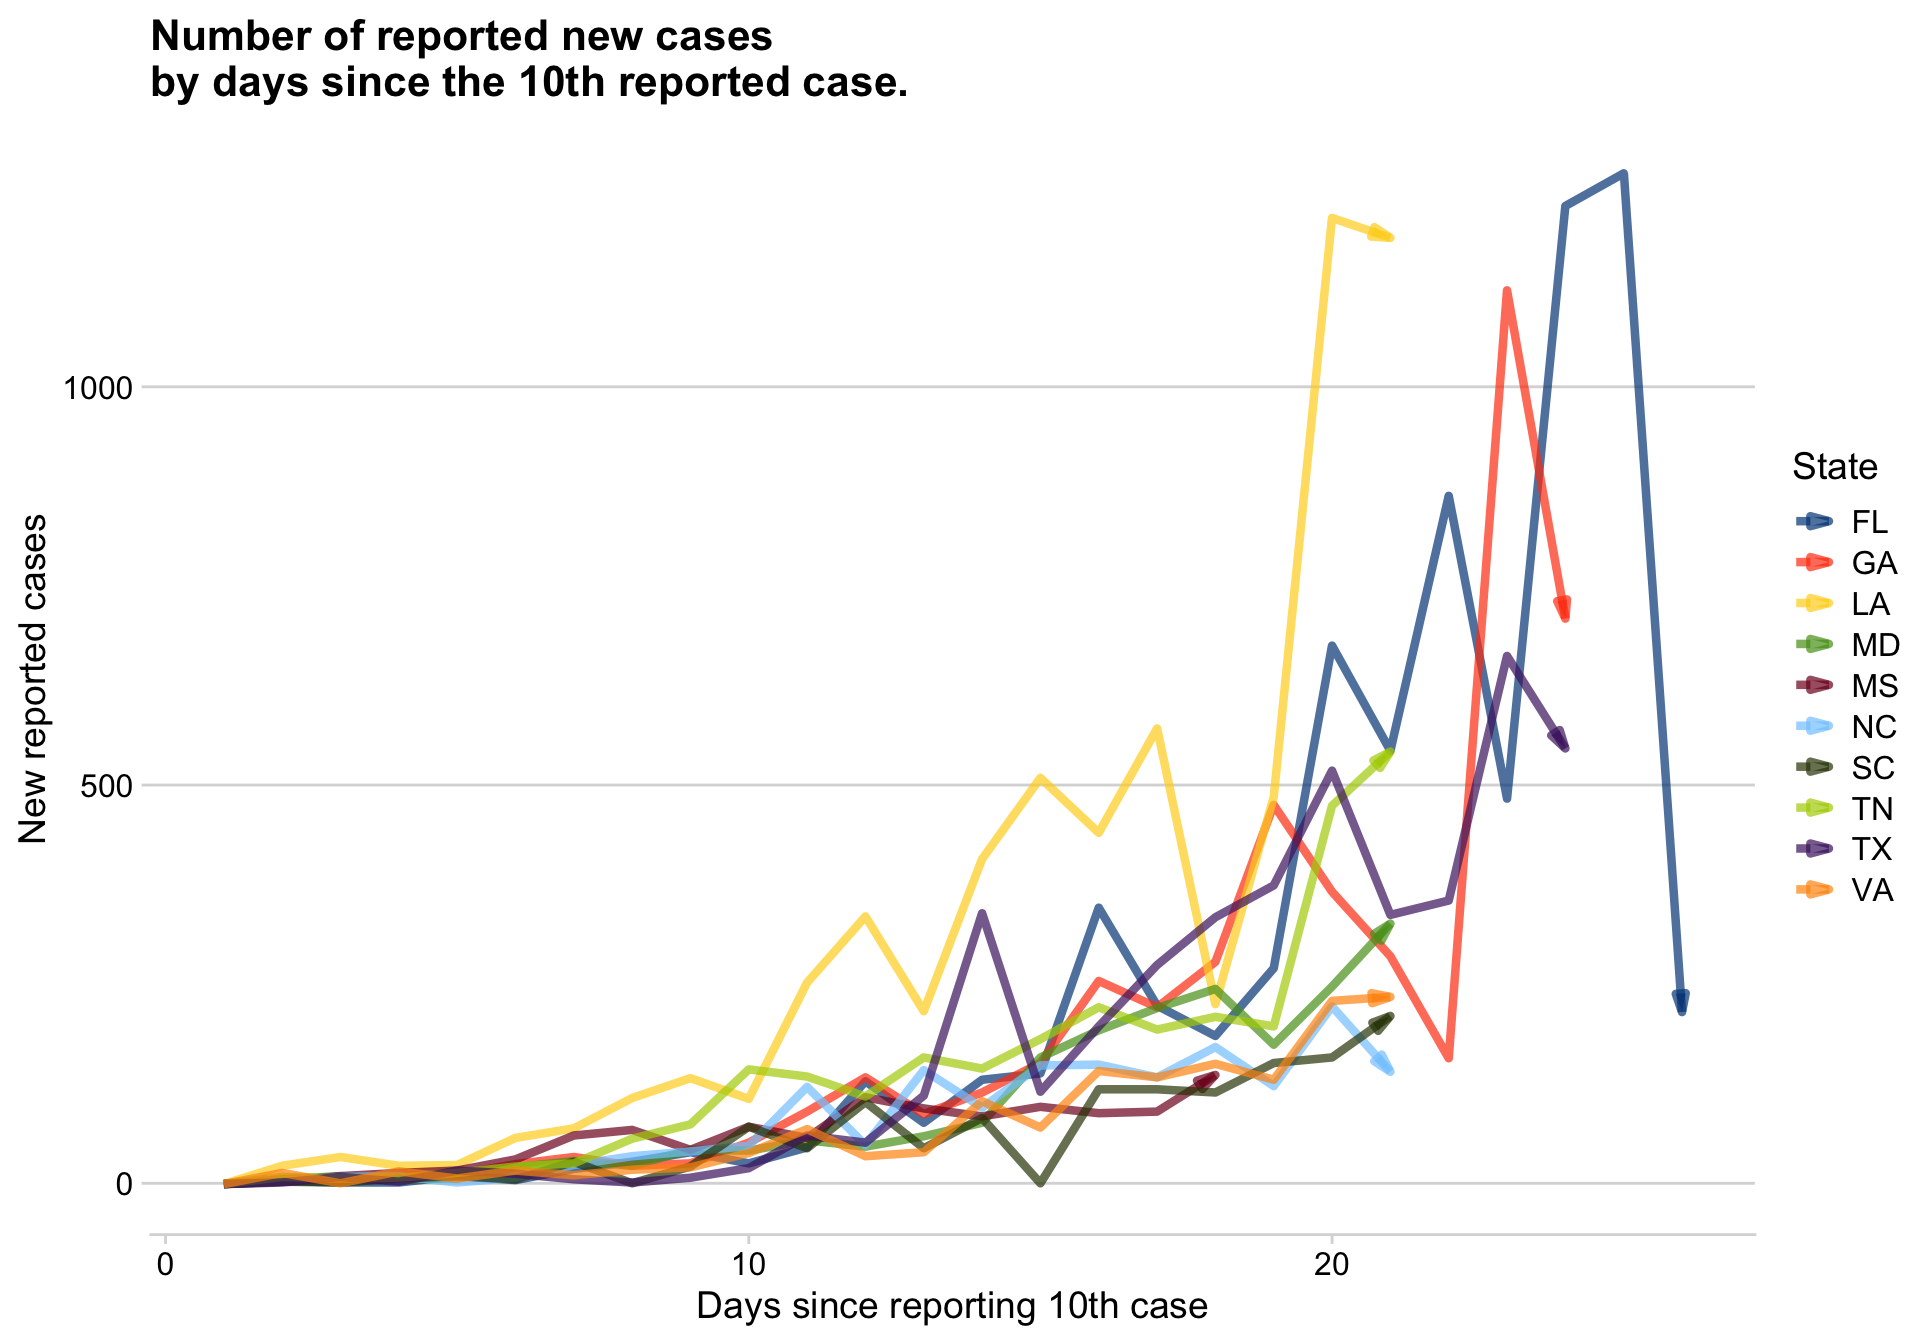 Number of reported new cases
by days since the 10th reported case.
New reported cases
1000
500
0
0
10
20
Days since reporting 10th case
State
FL
GA
LA
MD
MS
NC
SC
TN
TX
VA